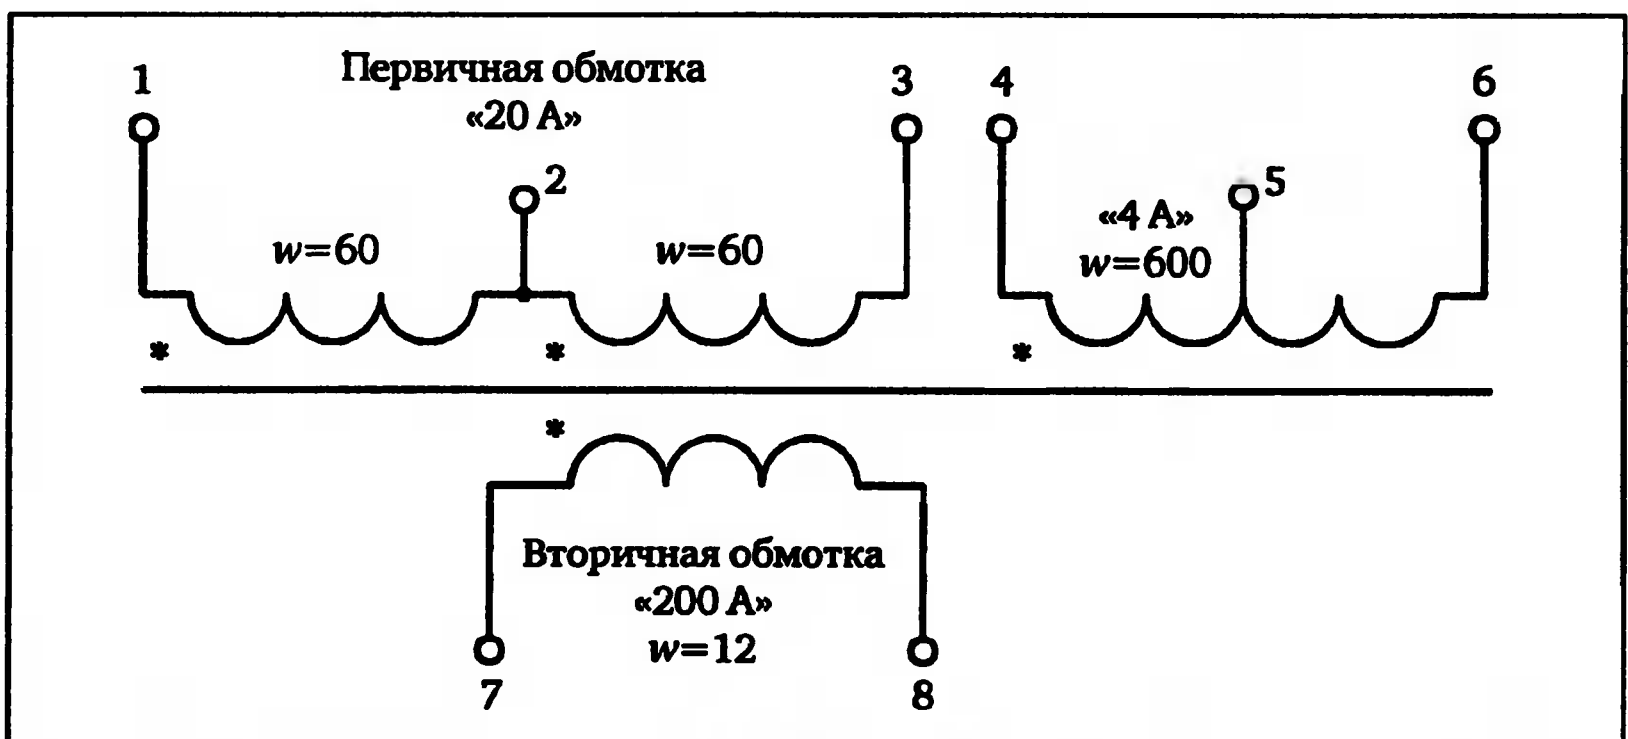 1
Первичная обмотка
«20 А»
3
4
6
2
5
w=60
w=60
«4 А»
w=600
*
*
*
*
Вторичная обмотка
«200 А»
w=12
7
8